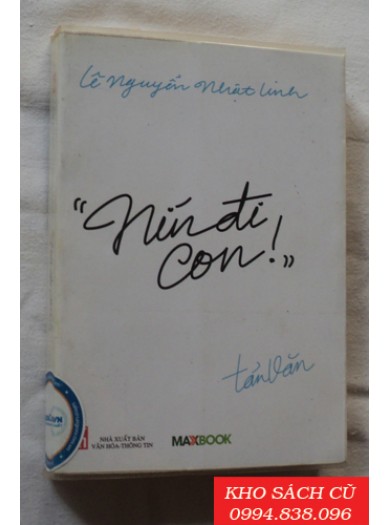 Lê Nguyễn Nhật Linh
"Nín đi
con!"
tản văn
NHÀ XUẤT BẢN
VĂN HÓA-THÔNG TIN
MAXXBOOK
KHO SÁCH CŨ
0994.838.096